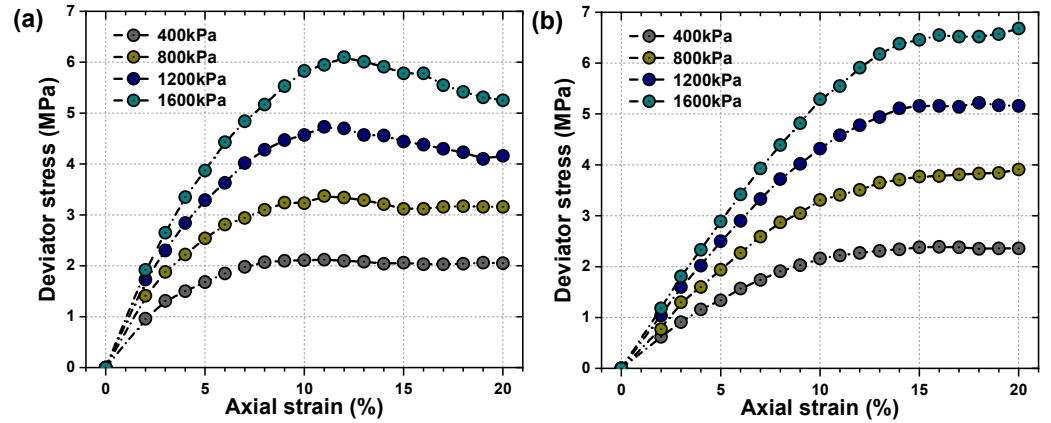 (a)
400kPa
800kPa
1200kPa
1600kPa
Deviator stress (MPa)
7
6
5
4
3
2
1
0
0 5 10 15 20
Axial strain (%)
(b)
400kPa
800kPa
1200kPa
1600kPa
Deviator stress (MPa)
7
6
5
4
3
2
1
0
0 5 10 15 20
Axial strain (%)